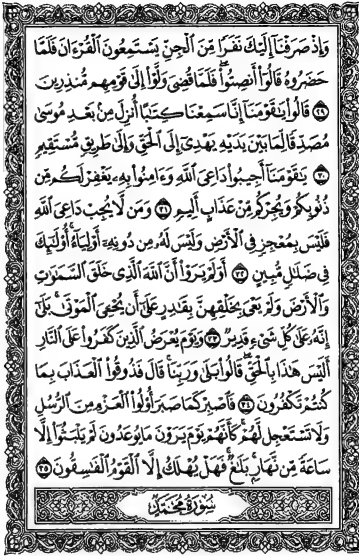 وَإِذْ صَرَفْنَآ إِلَيْكَ نَفَرًا مِّنَ ٱلْجِنِّ يَسْتَمِعُونَ ٱلْقُرْءَانَ فَلَمَّا
حَضَرُوهُ قَالُوٓا۟ أَنصِتُوا۟ ۖ فَلَمَّا قُضِىَ وَلَّوْا۟ إِلَىٰ قَوْمِهِم مُّنذِرِينَ
٢٩ قَالُوا۟ يَٰقَوْمَنَآ إِنَّا سَمِعْنَا كِتَٰبًا أُنزِلَ مِنۢ بَعْدِ مُوسَىٰ
مُصَدِّقًا لِّمَا بَيْنَ يَدَيْهِ يَهْدِىٓ إِلَى ٱلْحَقِّ وَإِلَىٰ طَرِيقٍ مُّسْتَقِيمٍ
٣٠ يَٰقَوْمَنَآ أَجِيبُوا۟ دَاعِىَ ٱللَّهِ وَءَامِنُوا۟ بِهِۦ يَغْفِرْ لَكُم مِّن
ذُنُوبِكُمْ وَيُجِرْكُم مِّنْ عَذَابٍ أَلِيمٍ ٣١ وَمَن لَّا يُجِبْ دَاعِىَ ٱللَّهِ
فَلَيْسَ بِمُعْجِزٍ فِى ٱلْأَرْضِ وَلَيْسَ لَهُۥ مِن دُونِهِۦٓ أَوْلِيَآءُ ۚ أُو۟لَٰٓئِكَ
فِى ضَلَٰلٍ مُّبِينٍ ٣٢ أَوَلَمْ يَرَوْا۟ أَنَّ ٱللَّهَ ٱلَّذِى خَلَقَ ٱلسَّمَٰوَٰتِ
وَٱلْأَرْضَ وَلَمْ يَعْىَ بِخَلْقِهِنَّ بِقَٰدِرٍ عَلَىٰٓ أَن يُحْۦِىَ ٱلْمَوْتَىٰ ۚ بَلَىٰٓ
إِنَّهُۥ عَلَىٰ كُلِّ شَىْءٍ قَدِيرٌ ٣٣ وَيَوْمَ يُعْرَضُ ٱلَّذِينَ كَفَرُوا۟ عَلَى ٱلنَّارِ
أَلَيْسَ هَٰذَا بِٱلْحَقِّ ۖ قَالُوا۟ بَلَىٰ وَرَبِّنَا ۚ قَالَ فَذُوقُوا۟ ٱلْعَذَابَ بِمَا
كُنتُمْ تَكْفُرُونَ ٣٤ فَٱصْبِرْ كَمَا صَبَرَ أُو۟لُوا۟ ٱلْعَزْمِ مِنَ ٱلرُّسُلِ
وَلَا تَسْتَعْجِل لَّهُمْ ۚ كَأَنَّهُمْ يَوْمَ يَرَوْنَ مَا يُوعَدُونَ لَمْ يَلْبَثُوٓا۟ إِلَّا
سَاعَةً مِّن نَّهَارٍۭ ۚ بَلَٰغٌ ۚ فَهَلْ يُهْلَكُ إِلَّا ٱلْقَوْمُ ٱلْفَٰسِقُونَ ٣٥
سُورَةُ مُحَمَّدٍ